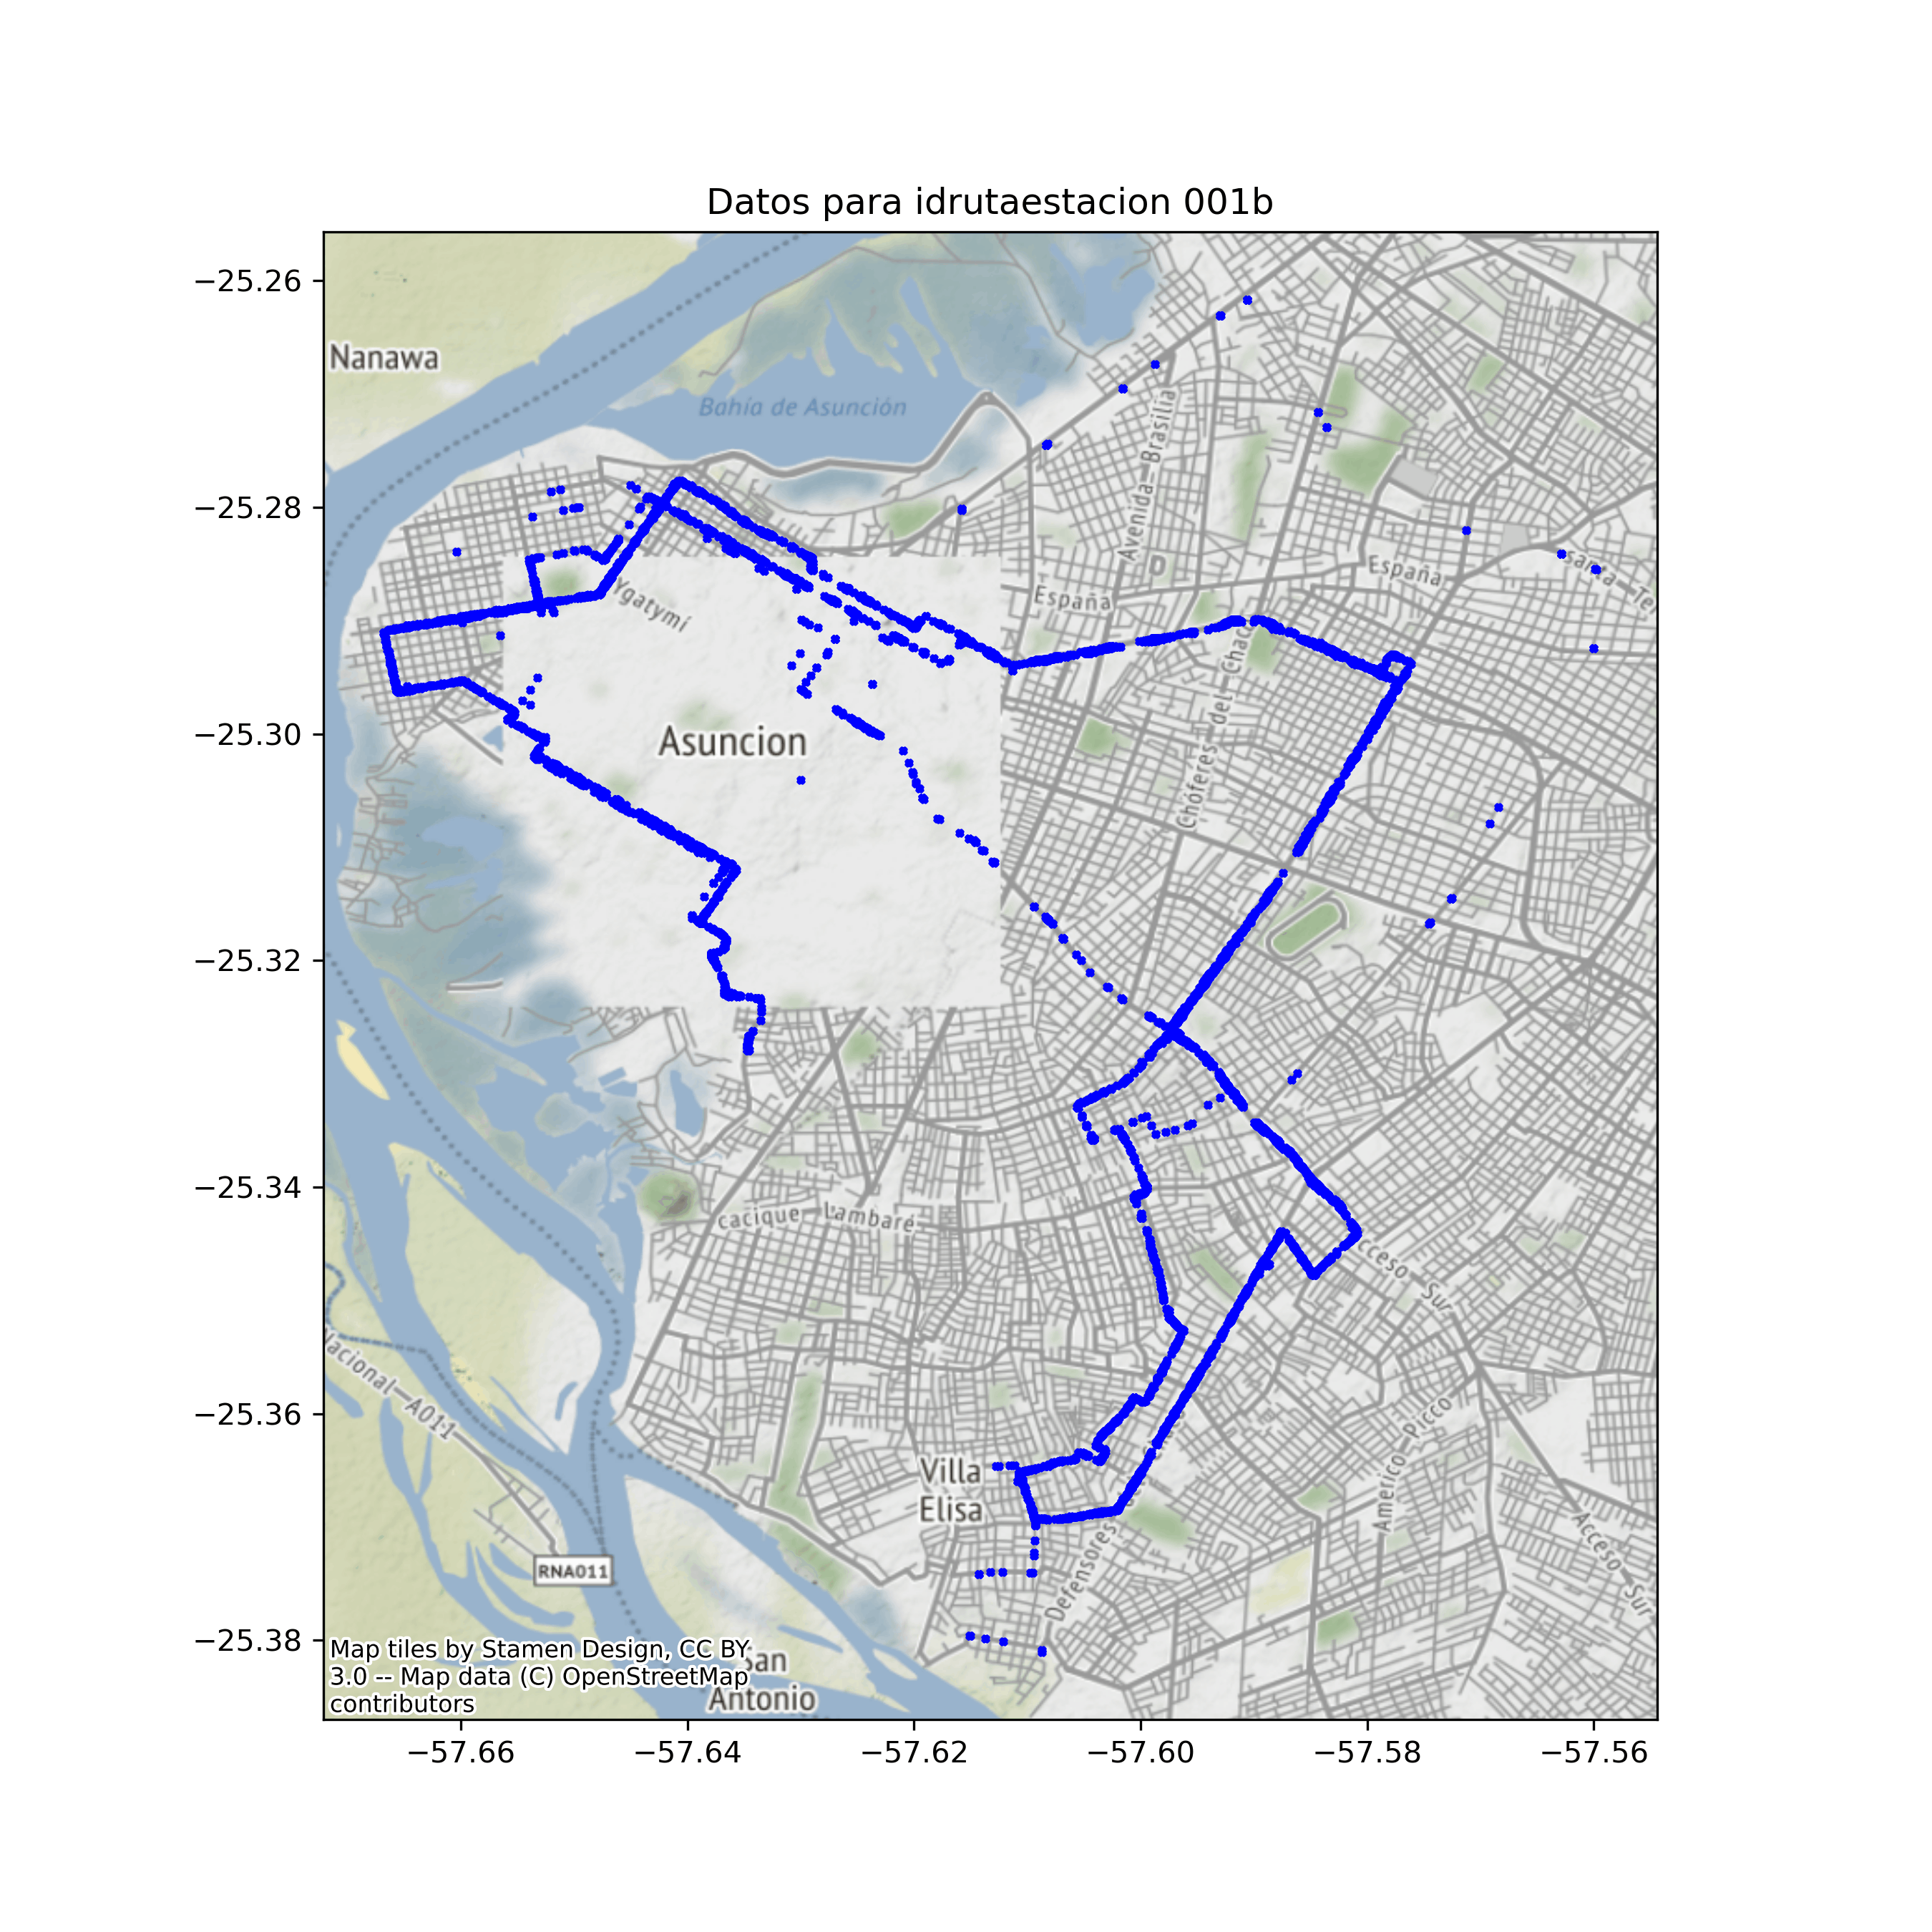 Datos para idrutaestacion 001b
−25.26
−25.28
−25.30
−25.32
−25.34
−25.36
−25.38
Nanawa
Bahía de Asunción
Avenida Brasilia
España
España
Santa Te
Ygatymí
Asuncion
Chóferes del Chaco
cacique Lambaré
Acceso Sur
Nacional A011
Villa
Elisa
Américo Picco
Acceso Sur
RNA011
Defensores
San
Antonio
Map tiles by Stamen Design, CC BY
3.0 -- Map data (C) OpenStreetMap
contributors
−57.66
−57.64
−57.62
−57.60
−57.58
−57.56